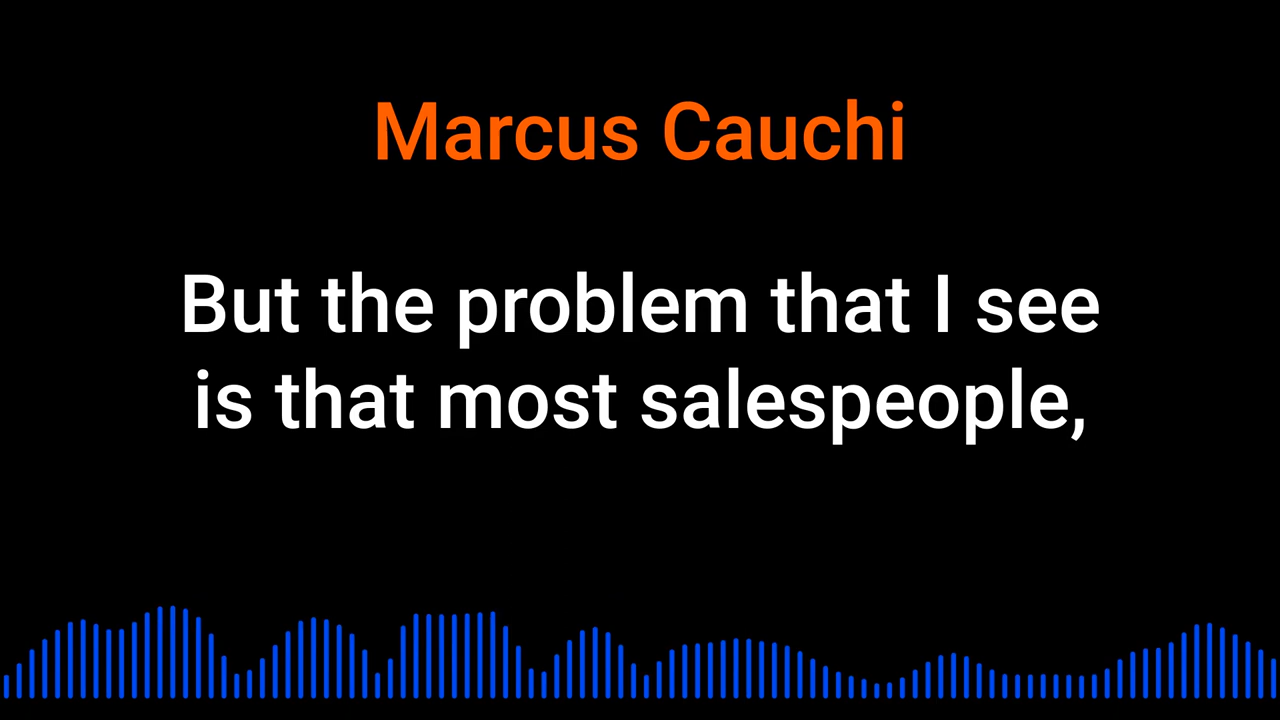 Marcus Cauchi
But the problem that I see
is that most salespeople,